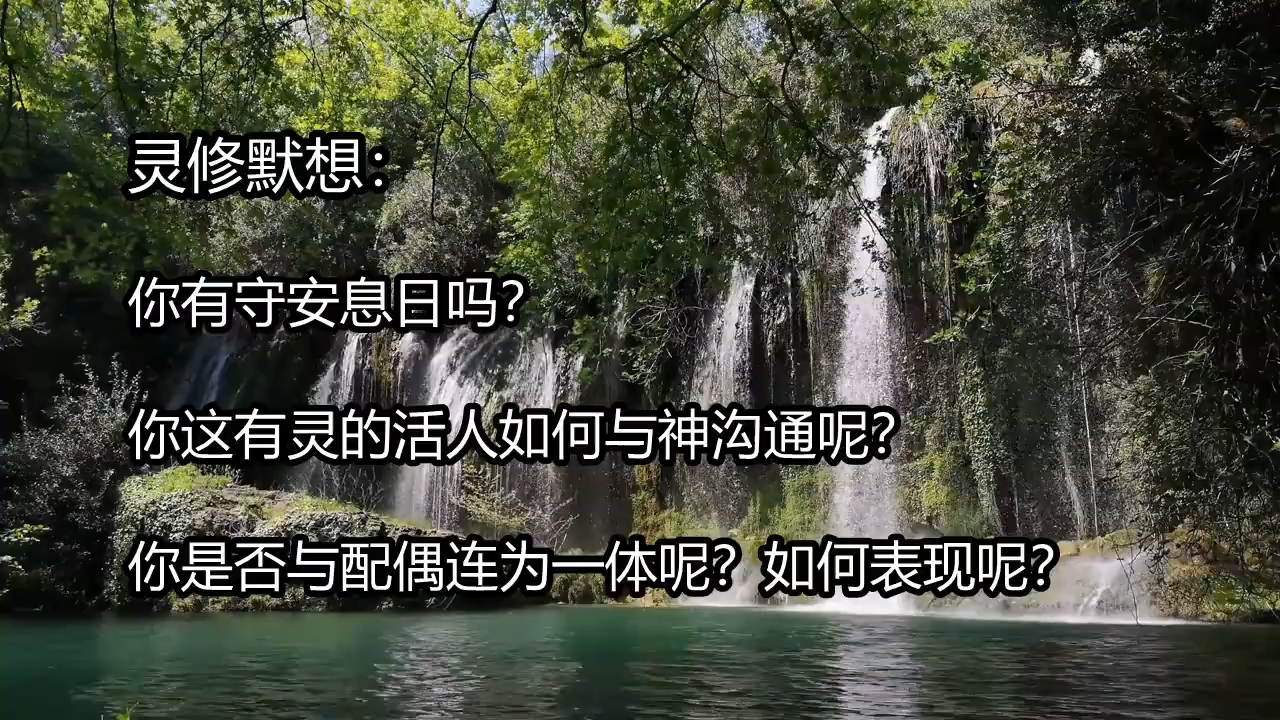 灵修默想：
你有守安息日吗？
你这有灵的活人如何与神沟通呢？
你是否与配偶连为一体呢？如何表现呢？